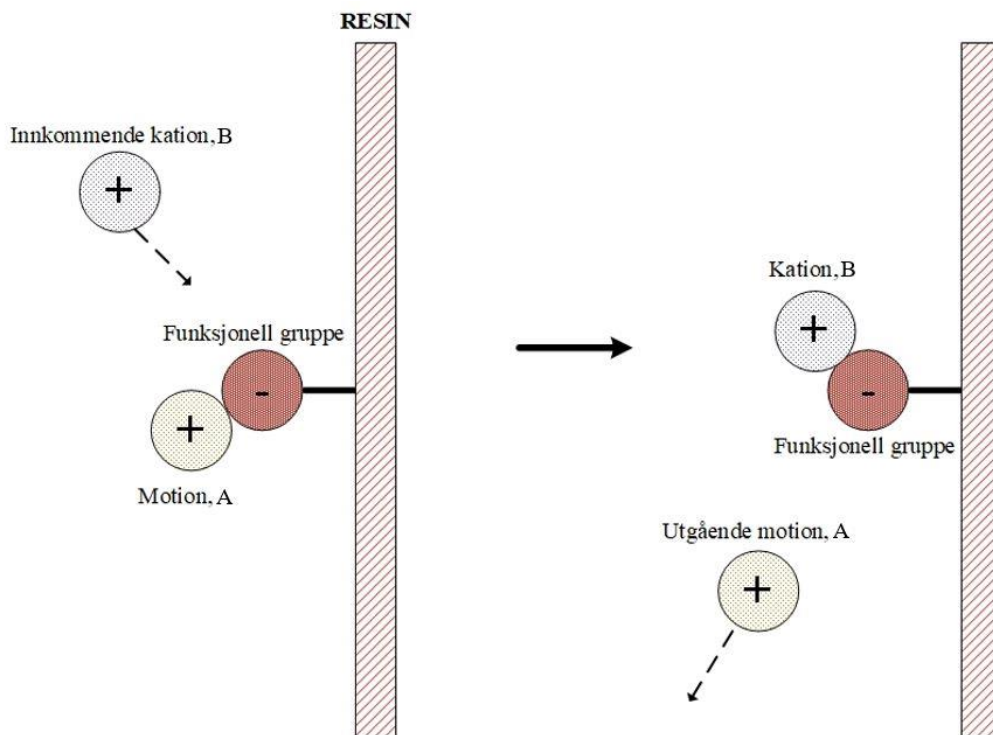 RESIN
Innkommende kation, B
+
Funksjonell gruppe
-
+
Motion, A
Kation, B
+
-
Funksjonell gruppe
Utgående motion, A
+